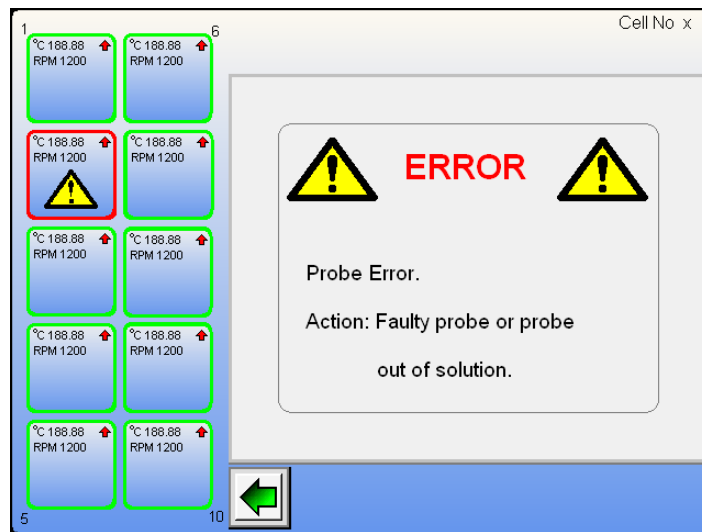 Cell No x
1
6
°C 188.88
RPM 1200
°C 188.88
RPM 1200
°C 188.88
RPM 1200
°C 188.88
RPM 1200
°C 188.88
RPM 1200
°C 188.88
RPM 1200
°C 188.88
RPM 1200
°C 188.88
RPM 1200
°C 188.88
RPM 1200
°C 188.88
RPM 1200
5
10
ERROR
Probe Error.
Action: Faulty probe or probe
out of solution.